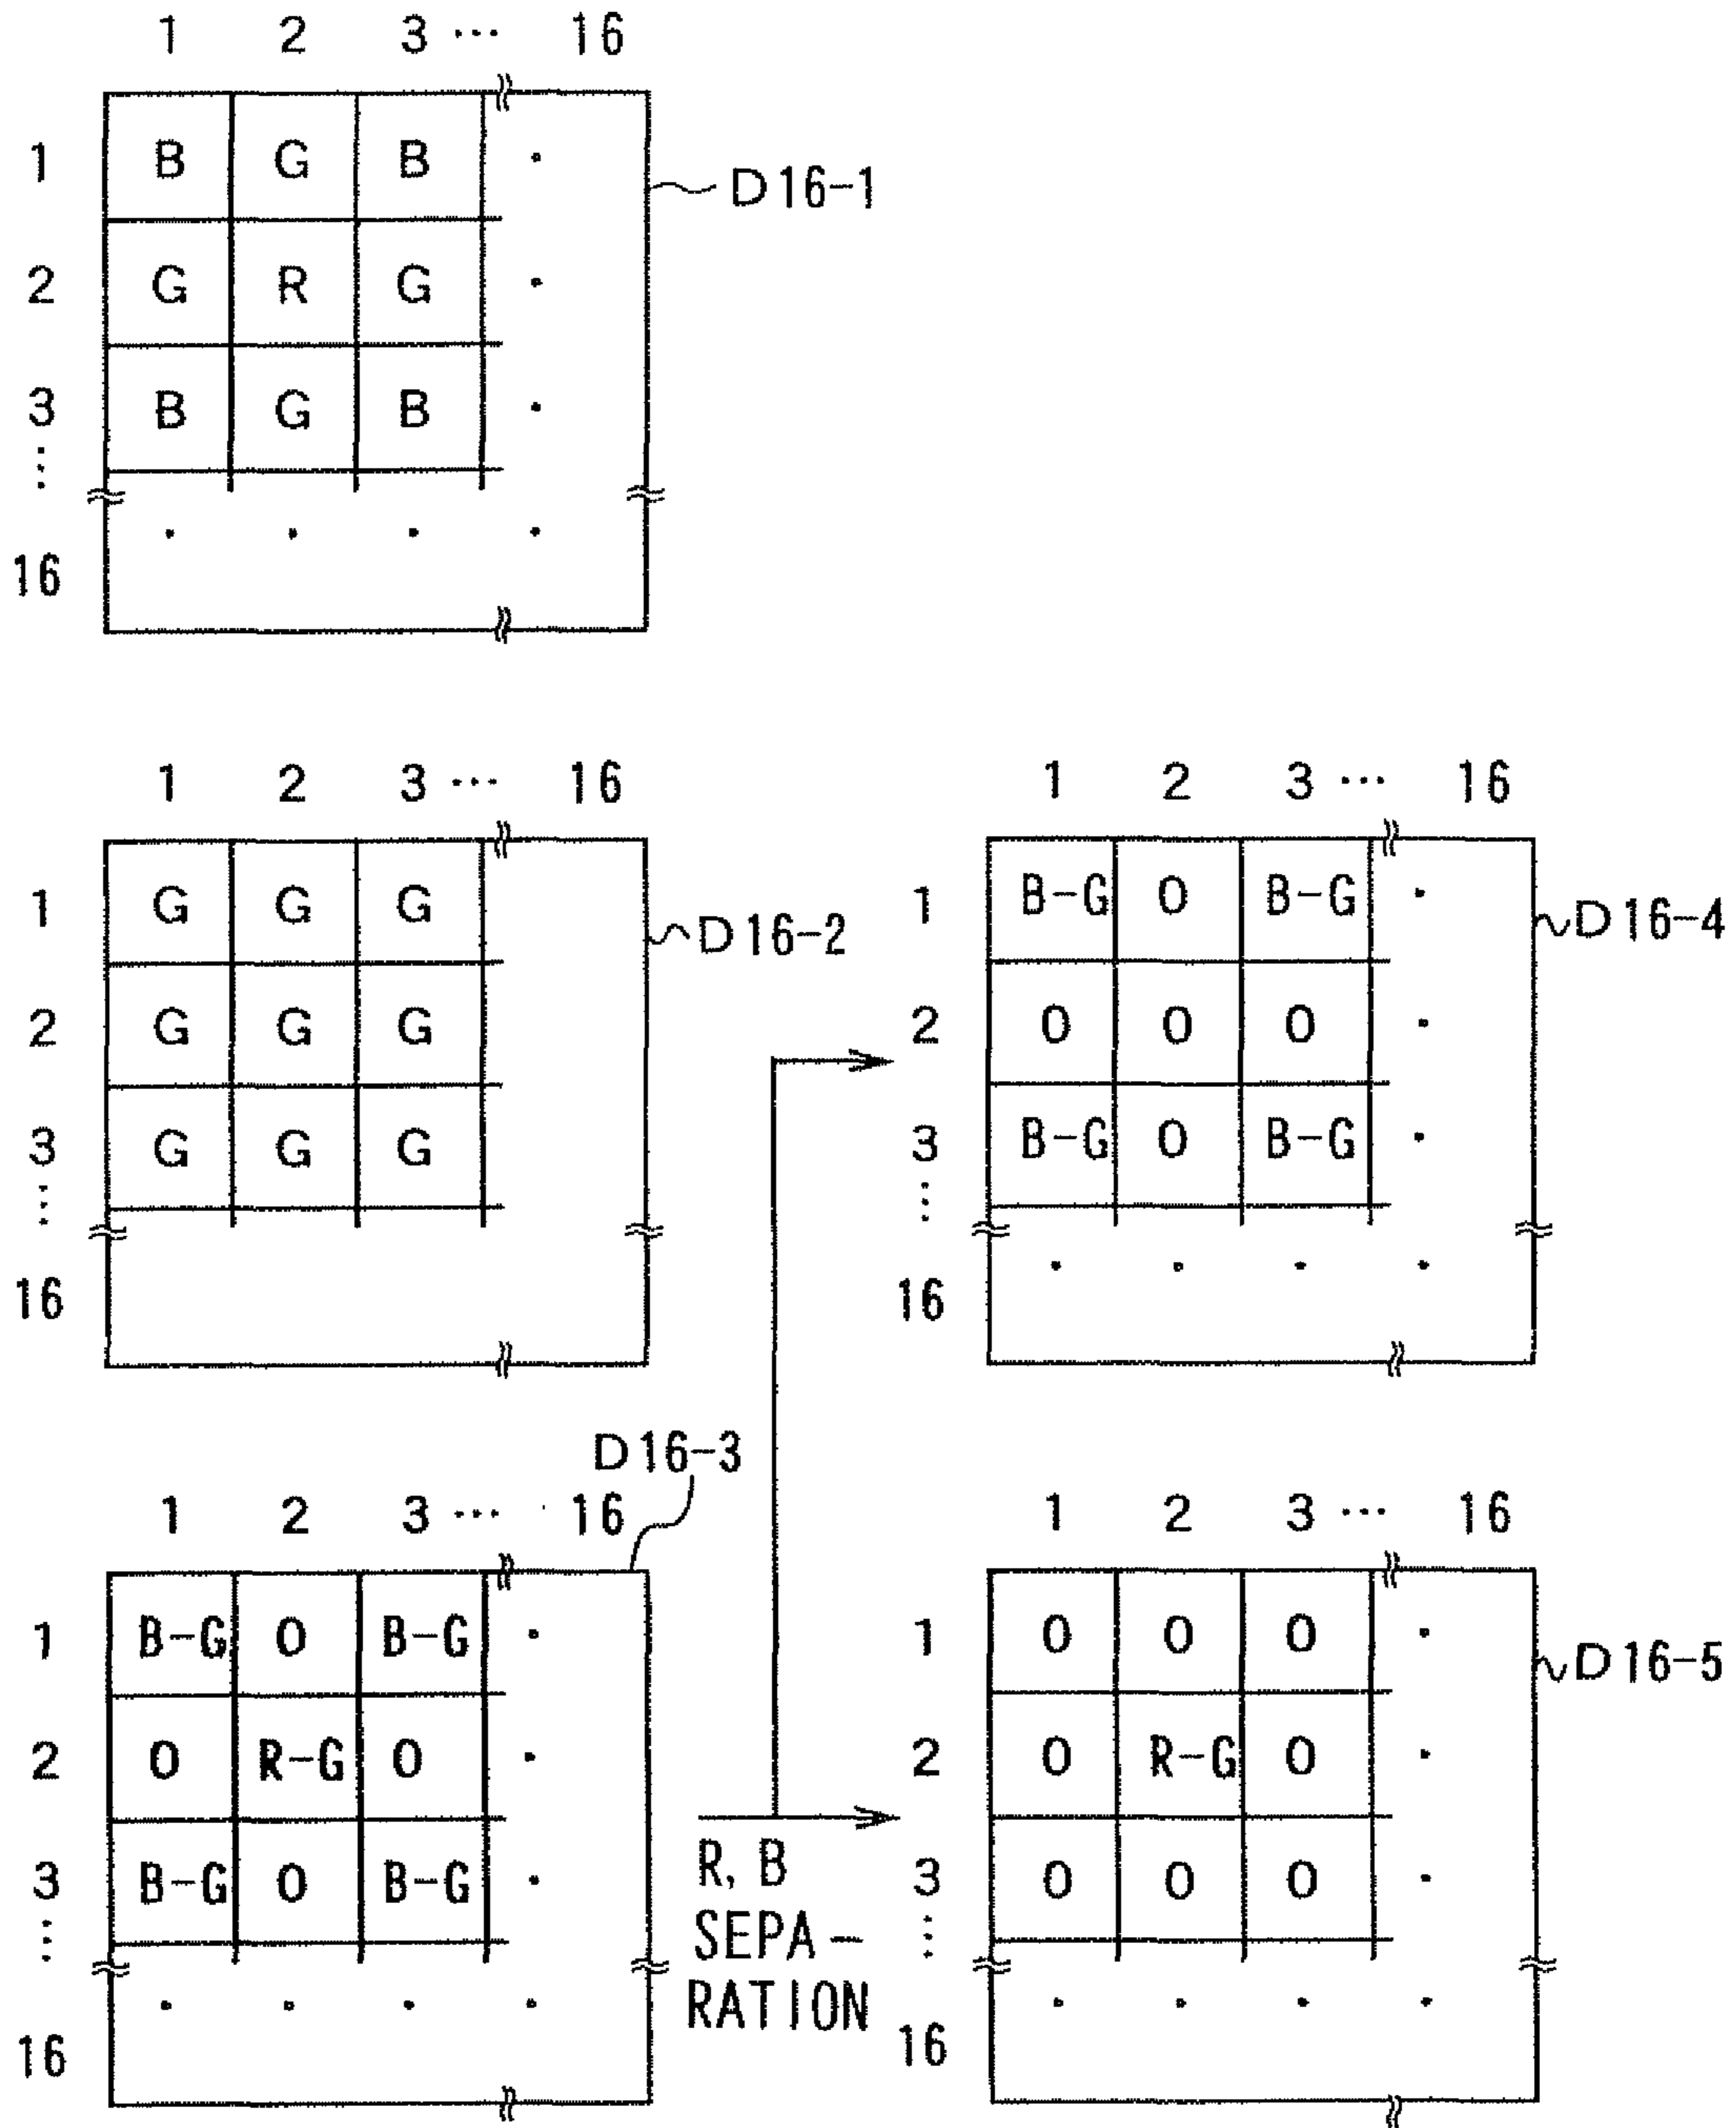 1 2 3 ... 16
1 B G B .
D16-1
2 G R G .
3 B G B .
⋮
. . . .
16
1 2 3 ... 16
1 G G G
D16-2
2 G G G
3 G G G
⋮
16
1 2 3 ... 16
1 B-G 0 B-G .
D16-4
2 0 0 0 .
3 B-G 0 B-G .
⋮
. . . .
16
D16-3
1 2 3 ... 16
1 B-G 0 B-G .
2 0 R-G 0 .
3 B-G 0 B-G .
⋮
. . . .
16
R, B
SEPA-
RATION
1 2 3 ... 16
1 0 0 0 .
D16-5
2 0 R-G 0 .
3 0 0 0 .
⋮
. . . .
16